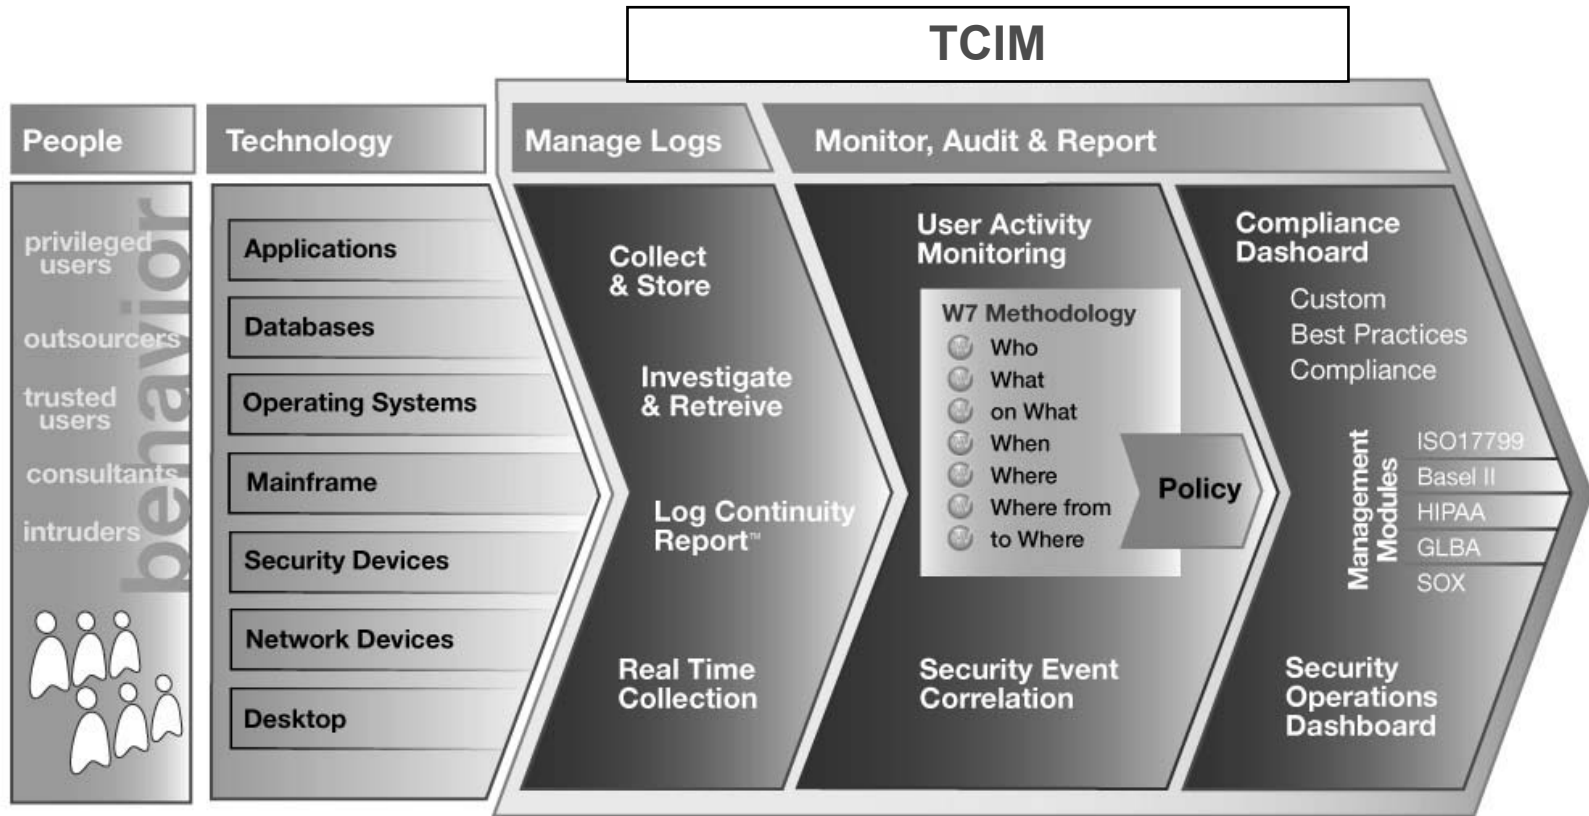 TCIM
People
Technology
Manage Logs
Monitor, Audit & Report
behavior
privileged
users
outsourcers
trusted
users
consultants
intruders
Applications
Databases
Operating Systems
Mainframe
Security Devices
Network Devices
Desktop
Collect
& Store
Investigate
& Retreive
Log Continuity
Report™
Real Time
Collection
User Activity
Monitoring
W7 Methodology
Who
What
on What
When
Where
Where from
to Where
Policy
Security Event
Correlation
Compliance
Dashoard
Custom
Best Practices
Compliance
Management
Modules
ISO17799
Basel II
HIPAA
GLBA
SOX
Security
Operations
Dashboard